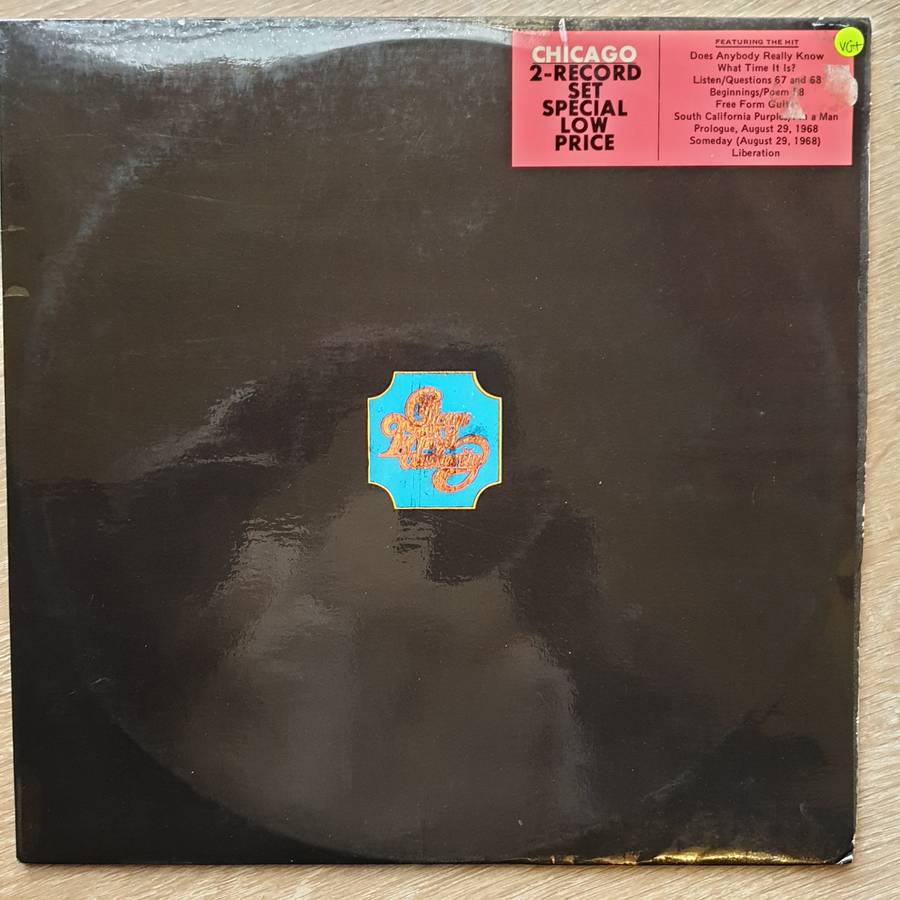 CHICAGO
2-RECORD
SET
SPECIAL
LOW
PRICE
FEATURING THE HIT
Does Anybody Really Know
What Time It Is?
Listen/Questions 67 and 68
Beginnings/Poem 58
Free Form
South California a Man
Prologue, August 29, 1968
Someday (August 29, 1968)
Liberation
VG+
Chicago
Transit
Authority